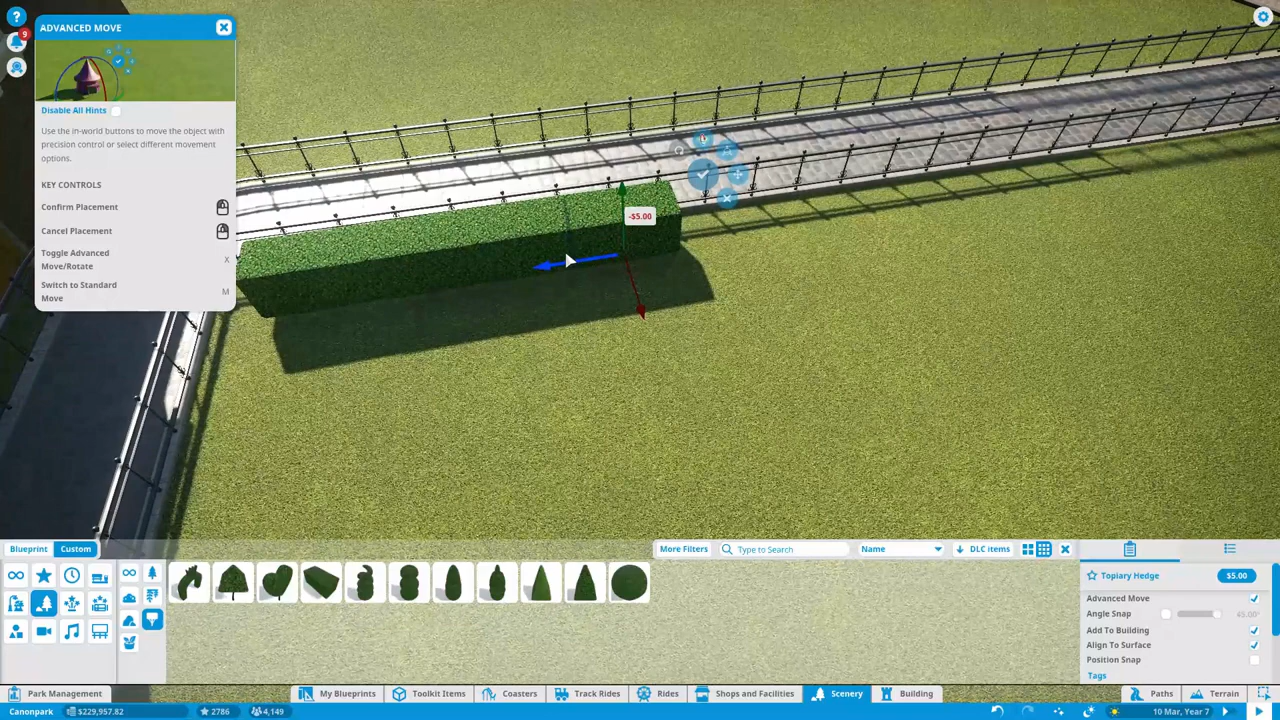 ADVANCED MOVE
9
Disable All Hints
Use the in-world buttons to move the object with
precision control or select different movement
options.
KEY CONTROLS
Confirm Placement
Cancel Placement
Toggle Advanced
Move/Rotate X
Switch to Standard
Move M
-$5.00
Blueprint Custom More Filters Type to Search Name DLC items
Topiary Hedge $5.00
Advanced Move
Angle Snap 45.00°
Add To Building
Align To Surface
Position Snap
Tags
Park Management My Blueprints Toolkit Items Coasters Track Rides Rides Shops and Facilities Scenery Building Paths Terrain
Canonpark $229,957.82 2786 4,149 10 Mar, Year 7